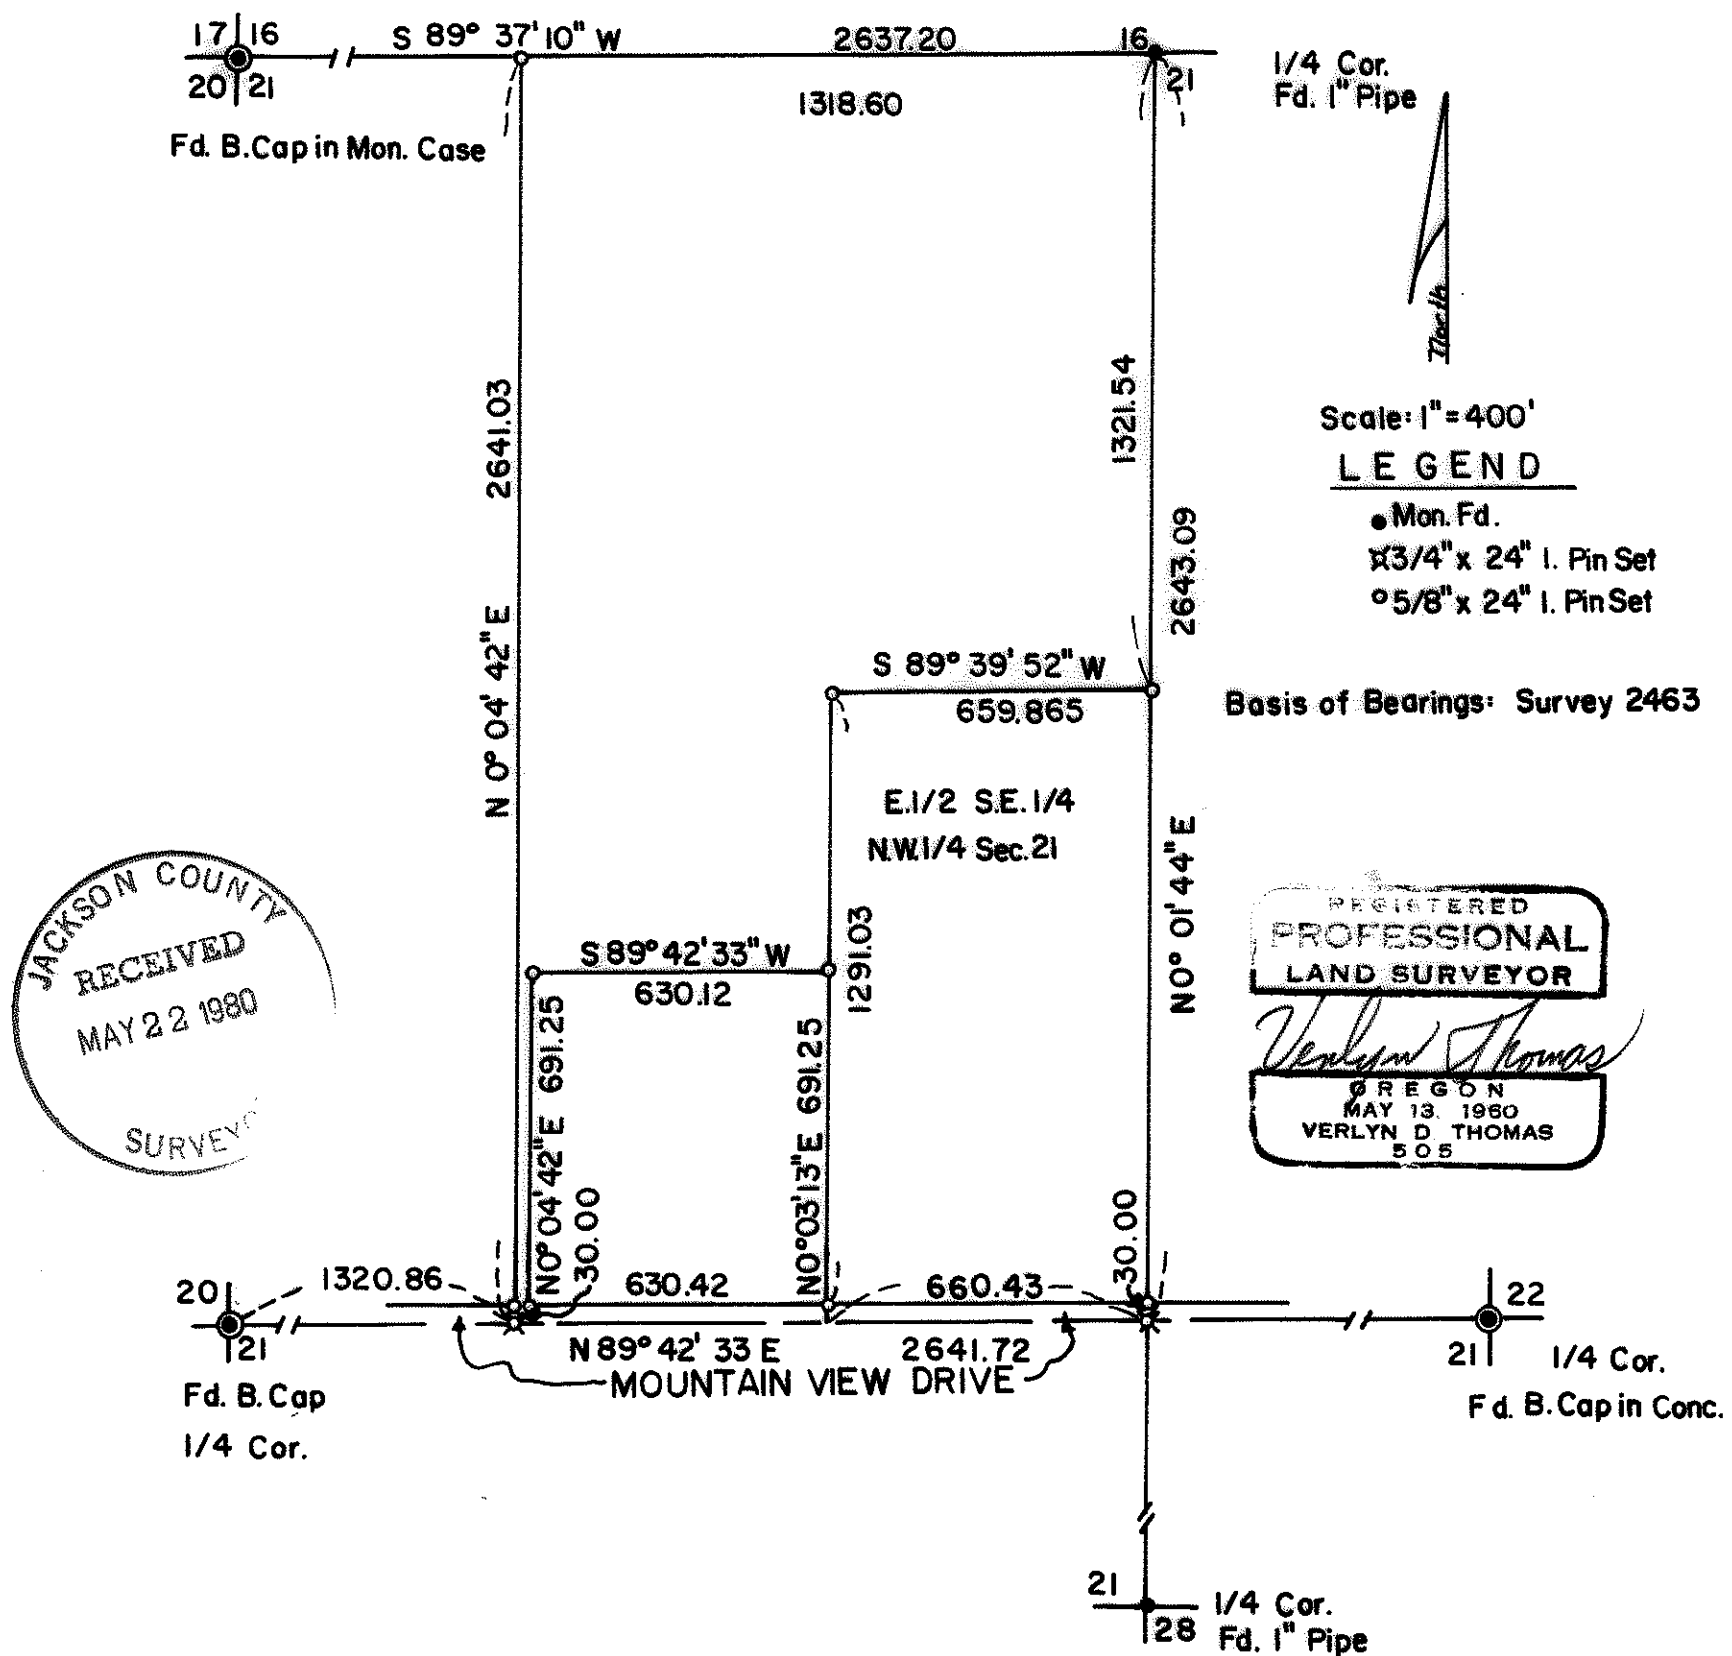 17 16
20 21
Fd. B.Cap in Mon. Case
S 89° 37' 10" W
2637.20
1318.60
16
21
1/4 Cor.
Fd. 1" Pipe
North
Scale: 1" = 400'
LEGEND
Mon. Fd.
3/4" x 24" I. Pin Set
5/8" x 24" I. Pin Set
Basis of Bearings: Survey 2463
N 0° 04' 42" E
2641.03
1321.54
2643.09
N 0° 01' 44" E
S 89° 39' 52" W
659.865
E.1/2 S.E. 1/4
N.W.1/4 Sec. 21
1291.03
S 89° 42' 33" W
630.12
N 0° 04' 42" E 691.25
30.00
N 0° 03' 13" E 691.25
30.00
JACKSON COUNTY
RECEIVED
MAY 22 1980
REGISTERED
PROFESSIONAL
LAND SURVEYOR
Verlyn Thomas
OREGON
MAY 13, 1960
VERLYN D THOMAS
505
20
21
1320.86
630.42
660.43
Fd. B. Cap
1/4 Cor.
N 89° 42' 33 E
2641.72
MOUNTAIN VIEW DRIVE
22
21
1/4 Cor.
Fd. B. Cap in Conc.
21
28
1/4 Cor.
Fd. 1" Pipe